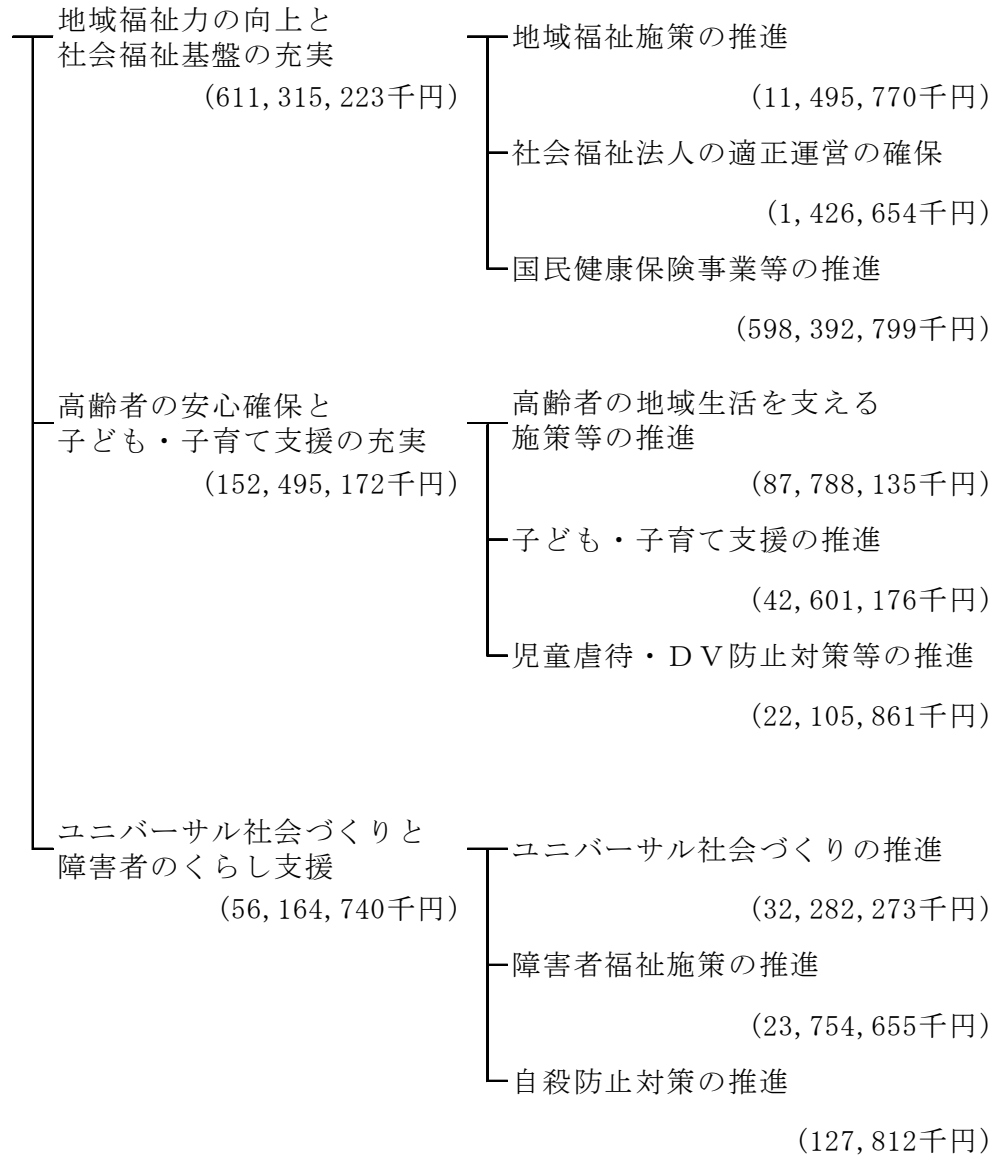 地域福祉力の向上と
社会福祉基盤の充実
(611,315,223千円)
地域福祉施策の推進
(11,495,770千円)
社会福祉法人の適正運営の確保
(1,426,654千円)
国民健康保険事業等の推進
(598,392,799千円)
高齢者の安心確保と
子ども・子育て支援の充実
(152,495,172千円)
高齢者の地域生活を支える
施策等の推進
(87,788,135千円)
子ども・子育て支援の推進
(42,601,176千円)
児童虐待・ＤＶ防止対策等の推進
(22,105,861千円)
ユニバーサル社会づくりと
障害者のくらし支援
(56,164,740千円)
ユニバーサル社会づくりの推進
(32,282,273千円)
障害者福祉施策の推進
(23,754,655千円)
自殺防止対策の推進
(127,812千円)